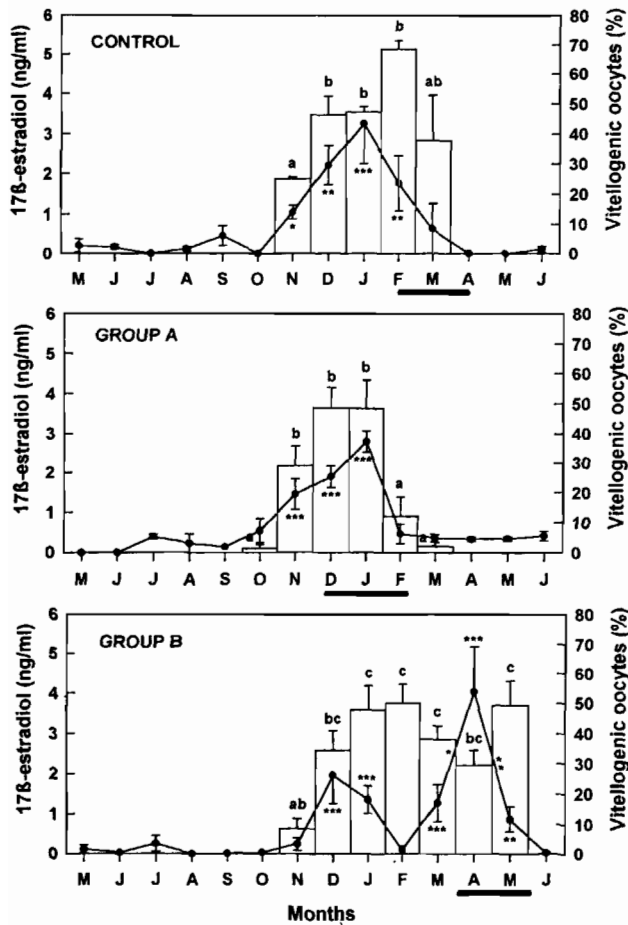 CONTROL
17ß-estradiol (ng/ml)
Vitellogenic oocytes (%)
6 5 4 3 2 1 0
80 70 60 50 40 30 20 10 0
a b b b ab
* ** *** **
M J J A S O N D J F M A M J
GROUP A
17ß-estradiol (ng/ml)
Vitellogenic oocytes (%)
6 5 4 3 2 1 0
80 70 60 50 40 30 20 10 0
a b b b a a
*** *** ***
M J J A S O N D J F M A M J
GROUP B
17ß-estradiol (ng/ml)
Vitellogenic oocytes (%)
6 5 4 3 2 1 0
80 70 60 50 40 30 20 10 0
ab bc c c c bc c
*** *** *** * *** ** **
M J J A S O N D J F M A M J
Months